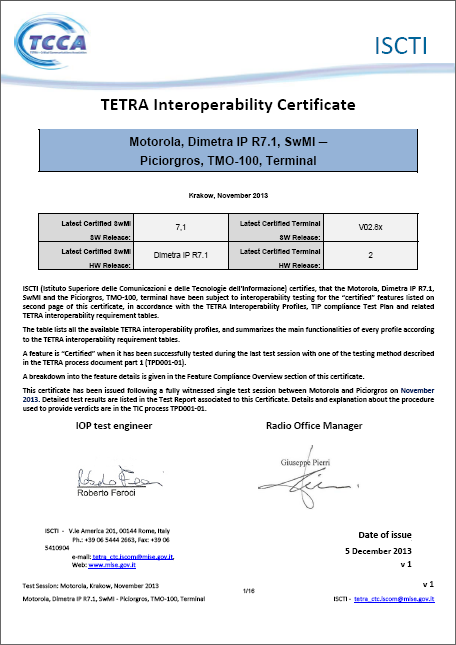 TCCA
ISCTI
TETRA Interoperability Certificate
Motorola, Dimetra IP R7.1, SwMI —
Piciorgros, TMO-100, Terminal
Krakow, November 2013
Latest Certified SwMI SW Release: 7,1 Latest Certified Terminal SW Release: V02.8x
Latest Certified SwMI HW Release: Dimetra IP R7.1 Latest Certified Terminal HW Release: 2
ISCTI (Istituto Superiore delle Comunicazioni e delle Tecnologie dell'Informazione) certifies, that the Motorola, Dimetra IP R7.1,
SwMI and the Piciorgros, TMO-100, terminal have been subject to interoperability testing for the "certified" features listed on
second page of this certificate, in accordance with the TETRA Interoperability Profiles, TIP compliance Test Plan and related
TETRA interoperability requirement tables.
The table lists all the available TETRA interoperability profiles, and summarizes the main functionalities of every profile according
to the TETRA interoperability requirement tables.
A feature is "Certified" when it has been successfully tested during the last test session with one of the testing method described
in the TETRA process document part 1 (TPD001-01).
A breakdown into the feature details is given in the Feature Compliance Overview section of this certificate.
This certificate has been issued following a fully witnessed single test session between Motorola and Piciorgros on November
2013. Detailed test results are listed in the Test Report associated to this Certificate. Details and explanation about the procedure
used to provide verdicts are in the TIC process TPD001-01.
IOP test engineer
Radio Office Manager
Giuseppe Pierri
Roberto Feroci
Roberto Feroci
ISCTI - V.le America 201, 00144 Rome, Italy
Ph.: +39 06 5444 2663, Fax: +39 06
5410904
e-mail: tetra_ctc.iscom@mise.gov.it,
Web: www.mise.gov.it
Date of issue
5 December 2013
v 1
Test Session: Motorola, Krakow, November 2013
v 1
1/16
Motorola, Dimetra IP R7.1, SwMI - Piciorgros, TMO-100, Terminal
ISCTI - tetra_ctc.iscom@mise.gov.it